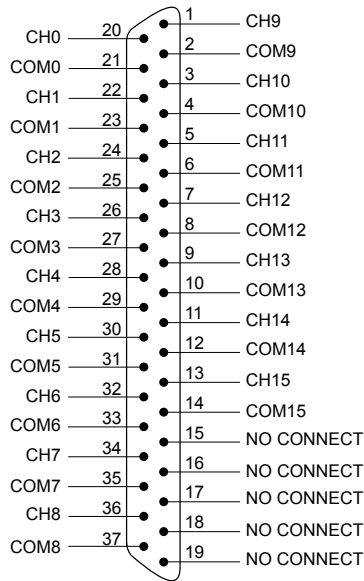 1 CH9
CH0 20
2 COM9
COM0 21
3 CH10
CH1 22
4 COM10
COM1 23
5 CH11
CH2 24
6 COM11
COM2 25
7 CH12
CH3 26
8 COM12
COM3 27
9 CH13
CH4 28
10 COM13
COM4 29
11 CH14
CH5 30
12 COM14
COM5 31
13 CH15
CH6 32
14 COM15
COM6 33
15 NO CONNECT
CH7 34
16 NO CONNECT
COM7 35
17 NO CONNECT
CH8 36
18 NO CONNECT
COM8 37
19 NO CONNECT